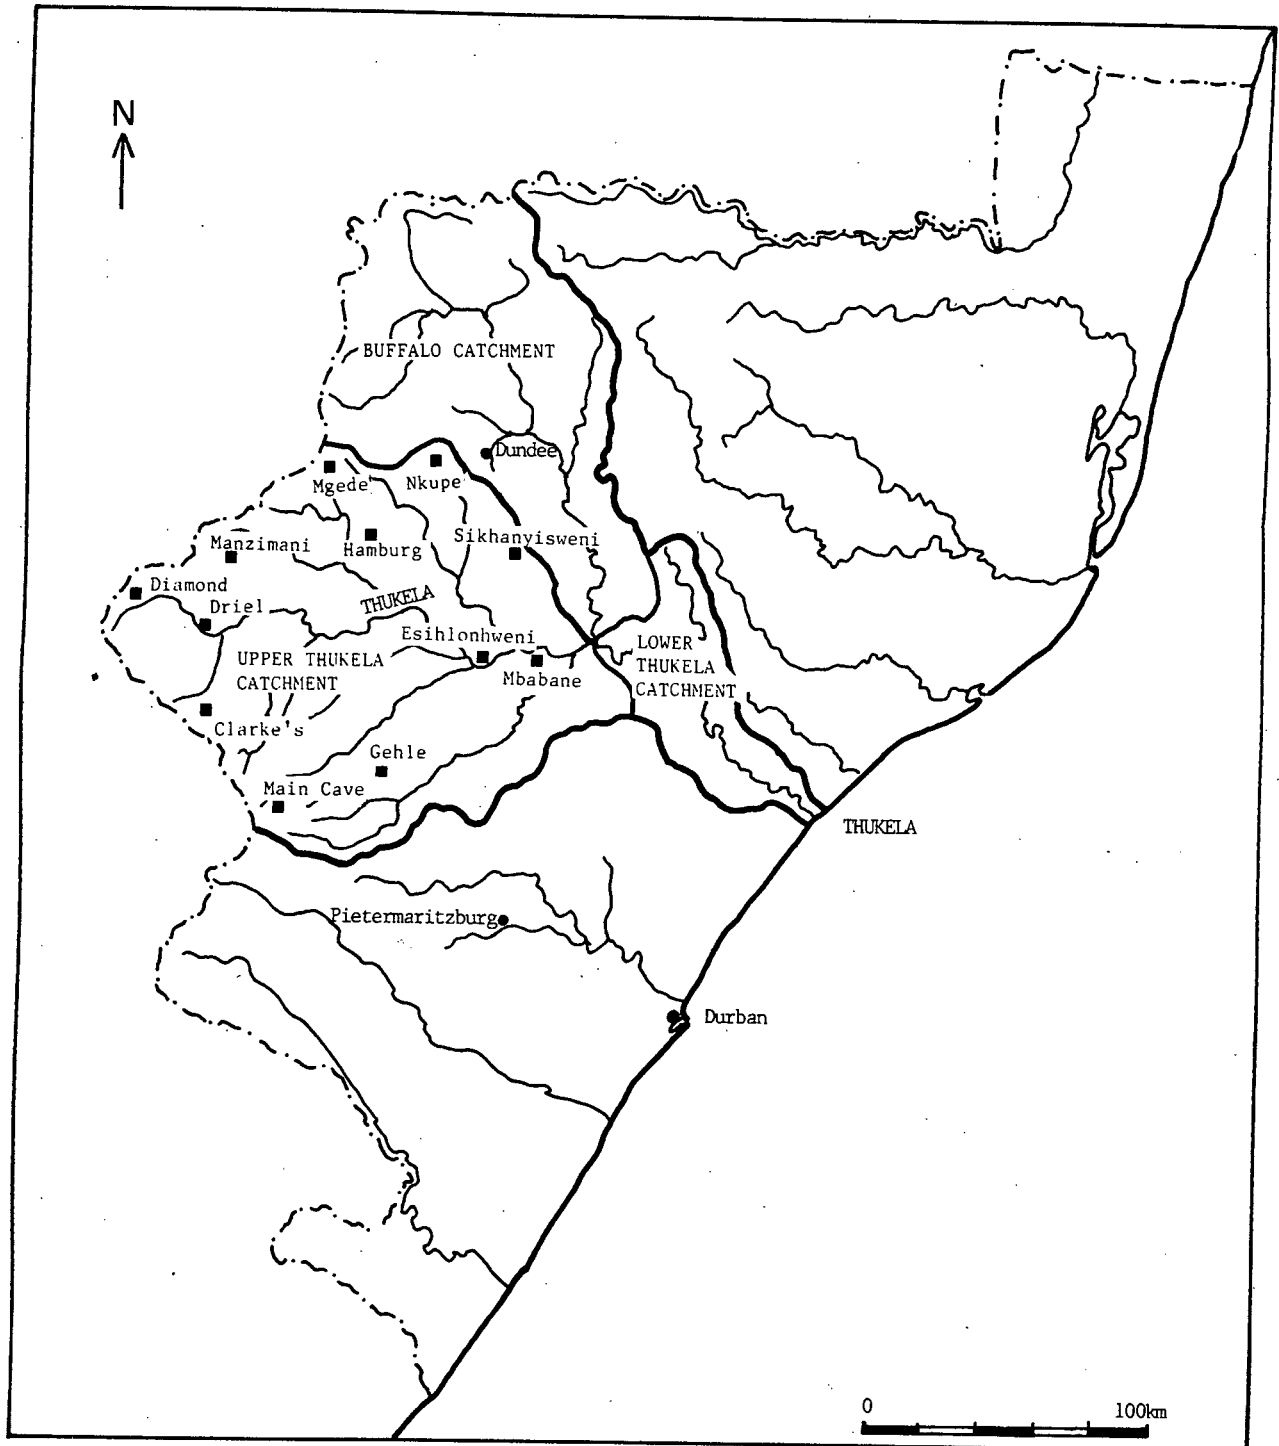 N
BUFFALO CATCHMENT
Dundee
Mgede
Nkupe
Manzimani
Hamburg
Sikhanyisweni
Diamond
Driel
THUKELA
Esihlonhweni
LOWER
THUKELA
CATCHMENT
UPPER THUKELA
CATCHMENT
Mbabane
Clarke's
Gehle
Main Cave
THUKELA
Pietermaritzburg
Durban
0 100km